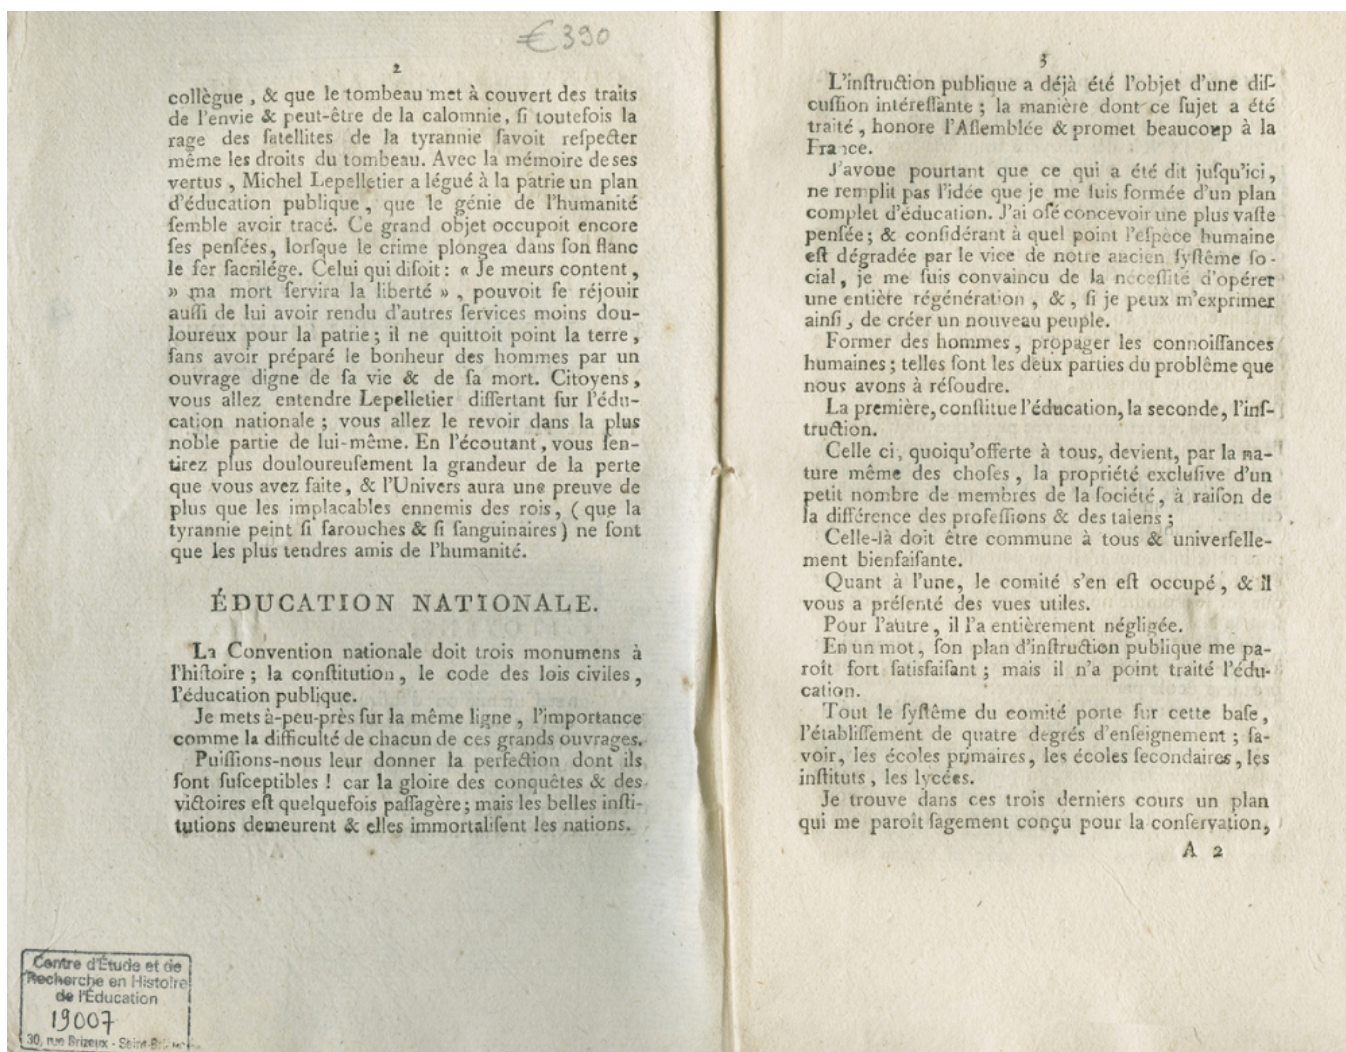 €390
2
collègue, & que le tombeau met à couvert des traits
de l'envie & peut-être de la calomnie, ſi toutefois la
rage des ſatellites de la tyrannie ſavoit reſpecter
même les droits du tombeau. Avec la mémoire de ses
vertus, Michel Lepelletier a légué à la patrie un plan
d'éducation publique, que le génie de l'humanité
ſemble avoir tracé. Ce grand objet occupoit encore
ſes penſées, lorſque le crime plongea dans ſon flanc
le fer ſacrilége. Celui qui diſoit : « Je meurs content,
» ma mort ſervira la liberté », pouvoit ſe réjouir
auſſi de lui avoir rendu d'autres ſervices moins dou-
loureux pour la patrie ; il ne quittoit point la terre,
ſans avoir préparé le bonheur des hommes par un
ouvrage digne de ſa vie & de ſa mort. Citoyens,
vous allez entendre Lepelletier diſſertant ſur l'édu-
cation nationale ; vous allez le revoir dans la plus
noble partie de lui-même. En l'écoutant, vous ſen-
tirez plus douloureuſement la grandeur de la perte
que vous avez faite, & l'Univers aura une preuve de
plus que les implacables ennemis des rois, ( que la
tyrannie peint ſi farouches & ſi ſanguinaires ) ne ſont
que les plus tendres amis de l'humanité.
ÉDUCATION NATIONALE.
La Convention nationale doit trois monumens à
l'hiſtoire ; la conſtitution, le code des lois civiles,
l'éducation publique.
Je mets à-peu-près ſur la même ligne, l'importance
comme la difficulté de chacun de ces grands ouvrages.
Puiſſions-nous leur donner la perfection dont ils
ſont ſuſceptibles ! car la gloire des conquêtes & des
victoires eſt quelquefois paſſagère ; mais les belles inſti-
tutions demeurent & elles immortaliſent les nations.
Centre d'Étude et de
Recherche en Histoire
de l'Éducation
19007
30, rue Brizeux - Saint-
3
L'inſtruction publique a déjà été l'objet d'une diſ-
cuſſion intéreſſante ; la manière dont ce ſujet a été
traité, honore l'Aſſemblée & promet beaucoup à la
France.
J'avoue pourtant que ce qui a été dit juſqu'ici,
ne remplit pas l'idée que je me ſuis formée d'un plan
complet d'éducation. J'ai oſé concevoir une plus vaſte
penſée ; & conſidérant à quel point l'eſpèce humaine
eſt dégradée par le vice de notre ancien ſyſtême ſo-
cial, je me ſuis convaincu de la néceſſité d'opérer
une entière régénération, &, ſi je peux m'exprimer
ainſi, de créer un nouveau peuple.
Former des hommes, propager les connoiſſances
humaines ; telles ſont les deux parties du problême que
nous avons à réſoudre.
La première, conſtitue l'éducation, la seconde, l'inſ-
truction.
Celle ci, quoiqu'offerte à tous, devient, par la na-
ture même des choſes, la propriété excluſive d'un
petit nombre de membres de la ſociété, à raiſon de
la différence des profeſſions & des talens ;
Celle-là doit être commune à tous & univerſelle-
ment bienfaiſante.
Quant à l'une, le comité s'en eſt occupé, & il
vous a préſenté des vues utiles.
Pour l'autre, il l'a entièrement négligée.
En un mot, ſon plan d'inſtruction publique me pa-
roît fort ſatisfaiſant ; mais il n'a point traité l'édu-
cation.
Tout le ſyſtême du comité porte ſur cette baſe,
l'établiſſement de quatre degrés d'enſeignement ; ſa-
voir, les écoles primaires, les écoles ſecondaires, les
inſtituts, les lycées.
Je trouve dans ces trois derniers cours un plan
qui me paroît ſagement conçu pour la conſervation,
A 2